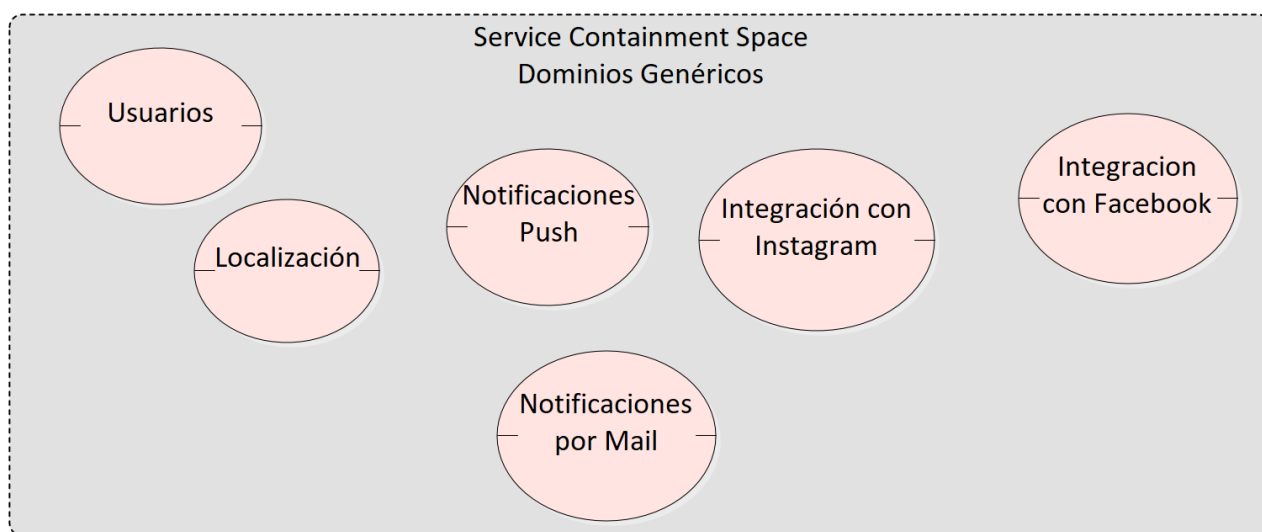 Service Containment Space
Dominios Genéricos
Usuarios
Localización
Notificaciones
Push
Integración con
Instagram
Integracion
con Facebook
Notificaciones
por Mail